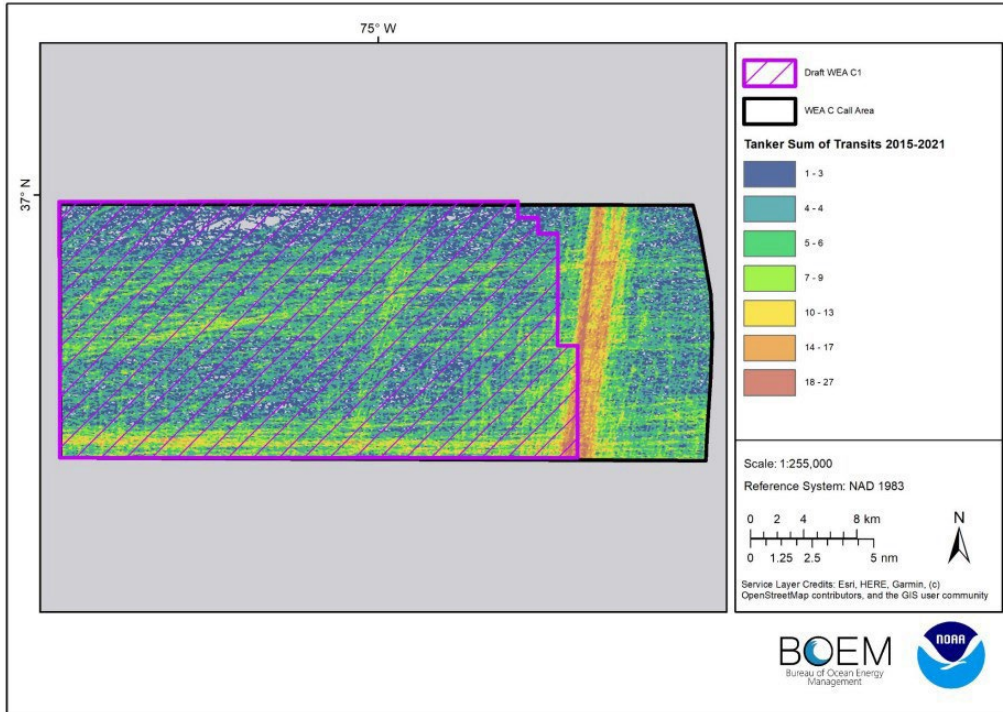 75° W
37° N
Draft WEA C1
WEA C Call Area
Tanker Sum of Transits 2015-2021
1 - 3
4 - 4
5 - 6
7 - 9
10 - 13
14 - 17
18 - 27
Scale: 1:255,000
Reference System: NAD 1983
0 2 4 8 km
0 1.25 2.5 5 nm
N
Service Layer Credits: Esri, HERE, Garmin, (c)
OpenStreetMap contributors, and the GIS user community
BOEM
Bureau of Ocean Energy
Management
NOAA